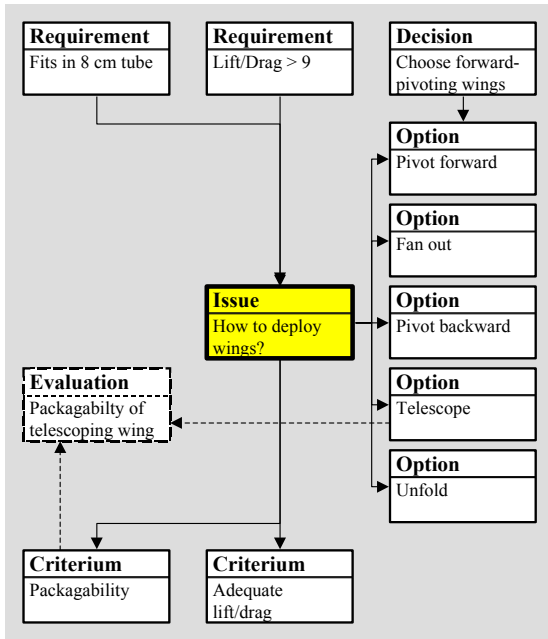 Requirement
Fits in 8 cm tube
Requirement
Lift/Drag > 9
Decision
Choose forward-
pivoting wings
Option
Pivot forward
Option
Fan out
Issue
How to deploy
wings?
Option
Pivot backward
Evaluation
Packagabilty of
telescoping wing
Option
Telescope
Option
Unfold
Criterium
Packagability
Criterium
Adequate
lift/drag